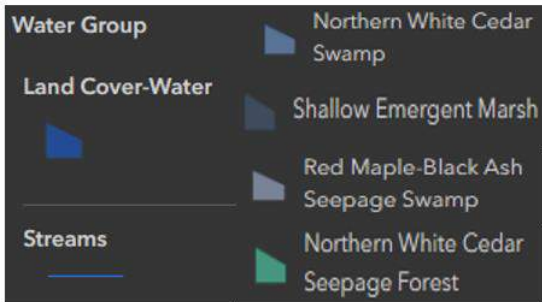 Water Group
Land Cover-Water
Streams
Northern White Cedar
Swamp
Shallow Emergent Marsh
Red Maple-Black Ash
Seepage Swamp
Northern White Cedar
Seepage Forest